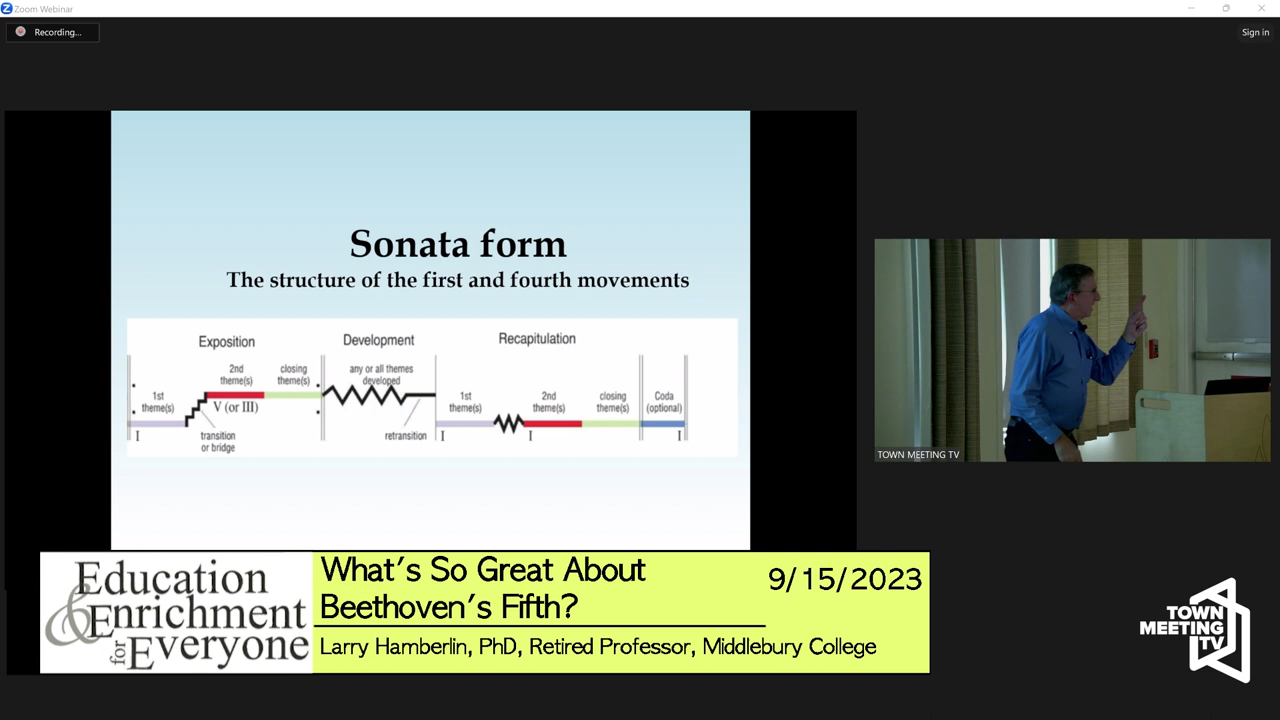 Zoom Webinar
Recording...
Sign in
Sonata form
The structure of the first and fourth movements
Exposition
Development
Recapitulation
1st
theme(s)
2nd
theme(s)
closing
theme(s)
V (or III)
I
transition
or bridge
any or all themes
developed
retransition
1st
theme(s)
2nd
theme(s)
closing
theme(s)
Coda
(optional)
I
I
I
TOWN MEETING TV
Education
& Enrichment
for Everyone
What's So Great About
Beethoven's Fifth?
9/15/2023
Larry Hamberlin, PhD, Retired Professor, Middlebury College
TOWN
MEETING
TV